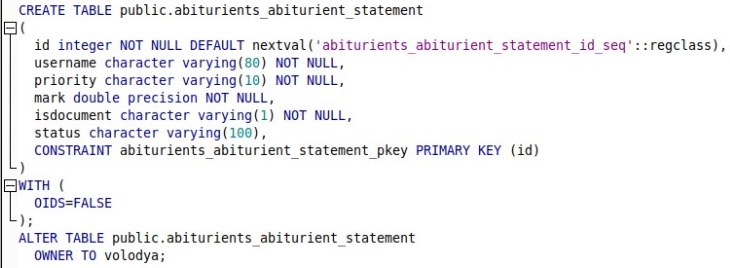 CREATE TABLE public.abiturients_abiturient_statement
(
id integer NOT NULL DEFAULT nextval('abiturients_abiturient_statement_id_seq'::regclass),
username character varying(80) NOT NULL,
priority character varying(10) NOT NULL,
mark double precision NOT NULL,
isdocument character varying(1) NOT NULL,
status character varying(100),
CONSTRAINT abiturients_abiturient_statement_pkey PRIMARY KEY (id)
)
WITH (
OIDS=FALSE
);
ALTER TABLE public.abiturients_abiturient_statement
OWNER TO volodya;